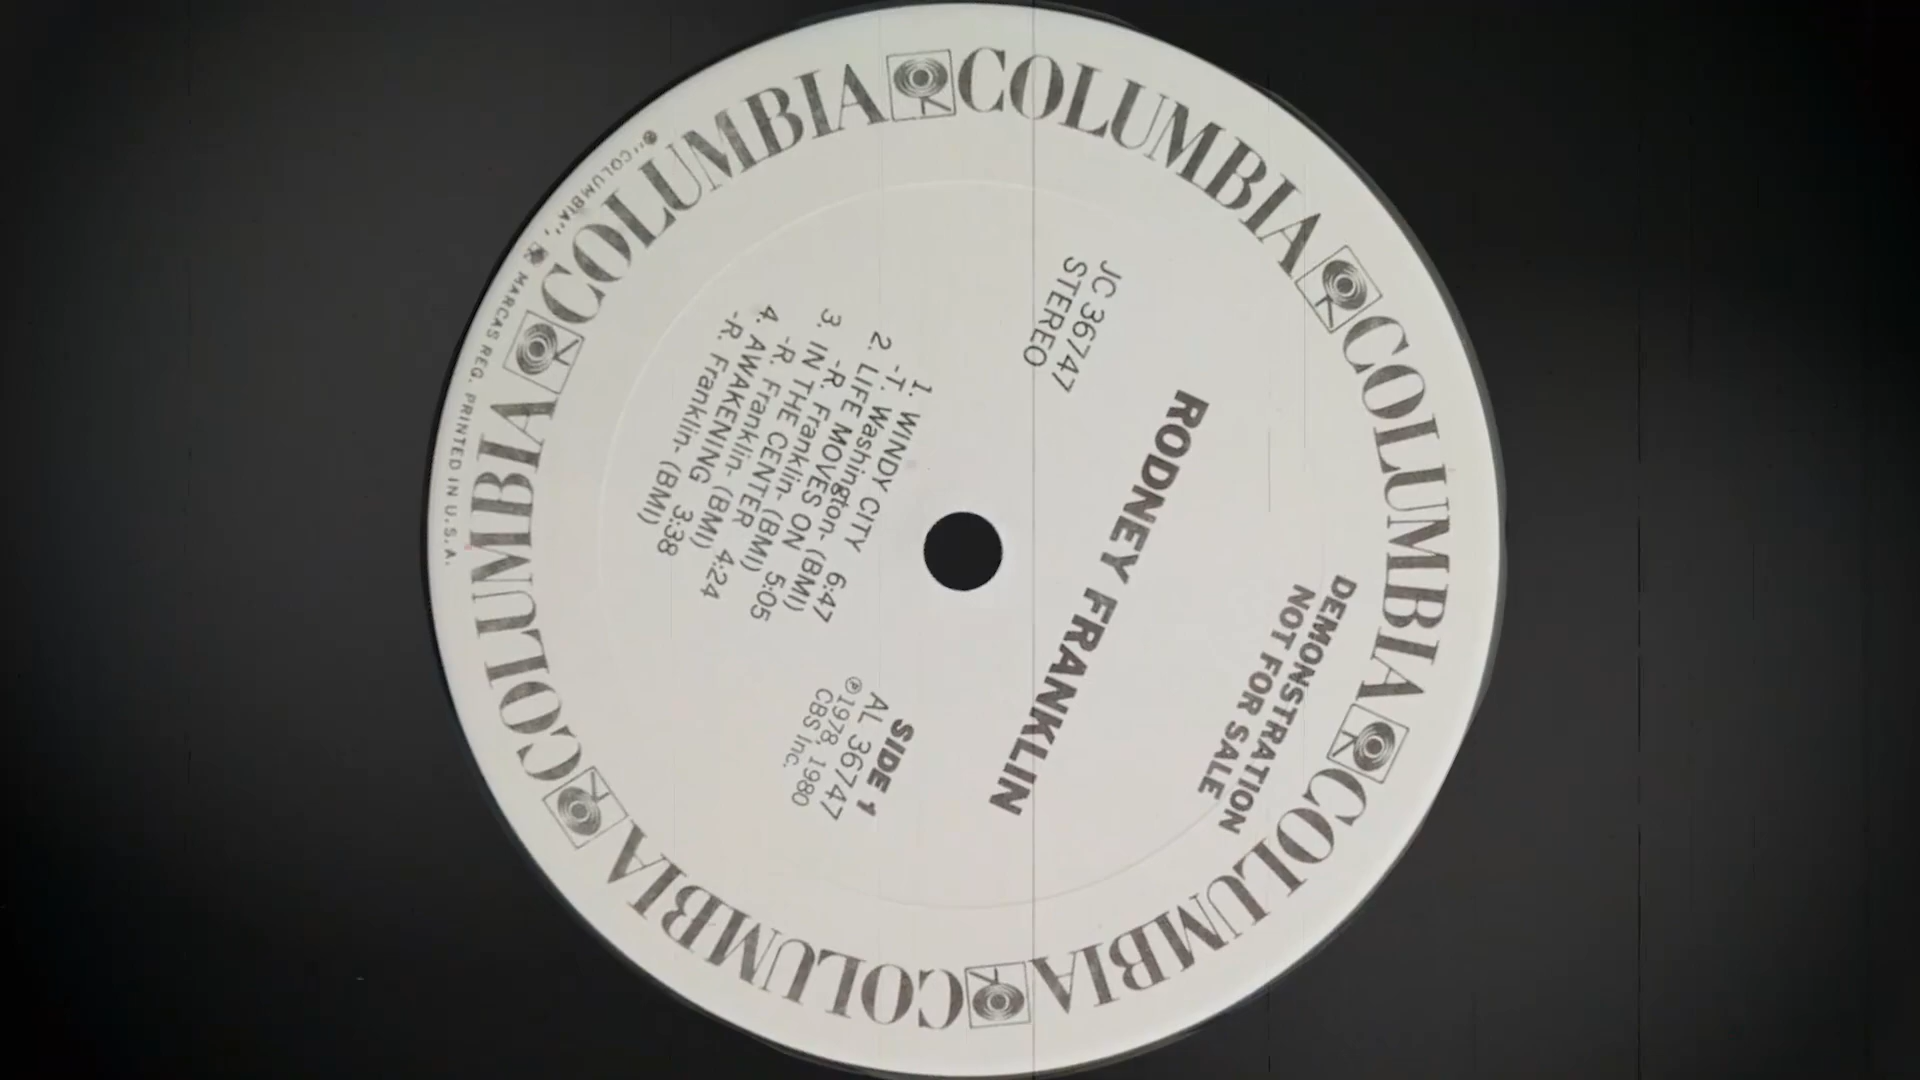 COLUMBIA COLUMBIA COLUMBIA COLUMBIA COLUMBIA COLUMBIA COLUMBIA COLUMBIA
DEMONSTRATION
NOT FOR SALE
RODNEY FRANKLIN
JC 36747
STEREO
SIDE 1
AL 36747
℗1978, 1980
CBS Inc.
1. WINDY CITY 6:47
-T. Washington- (BMI)
2. LIFE MOVES ON 5:05
-R. Franklin- (BMI)
3. IN THE CENTER 4:24
-R. Franklin- (BMI)
4. AWAKENING 3:38
-R. Franklin- (BMI)
® "COLUMBIA", MARCAS REG. PRINTED IN U.S.A.